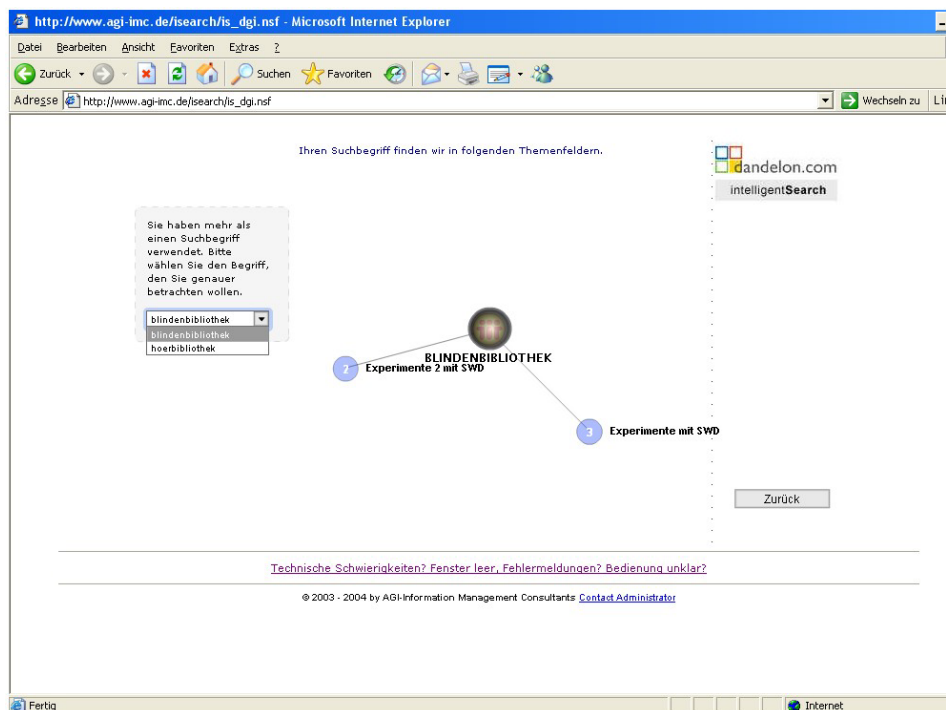 http://www.agi-imc.de/isearch/is_dgi.nsf - Microsoft Internet Explorer
Datei Bearbeiten Ansicht Favoriten Extras ?
Zurück Suchen Favoriten
Adresse http://www.agi-imc.de/isearch/is_dgi.nsf Wechseln zu
Ihren Suchbegriff finden wir in folgenden Themenfeldern.
dandelon.com
intelligentSearch
Sie haben mehr als
einen Suchbegriff
verwendet. Bitte
wählen Sie den Begriff,
den Sie genauer
betrachten wollen.
blindenbibliothek
blindenbibliothek
hoerbibliothek
BLINDENBIBLIOTHEK
2 Experimente 2 mit SWD
3 Experimente mit SWD
Zurück
Technische Schwierigkeiten? Fenster leer, Fehlermeldungen? Bedienung unklar?
© 2003 - 2004 by AGI-Information Management Consultants Contact Administrator
Fertig Internet